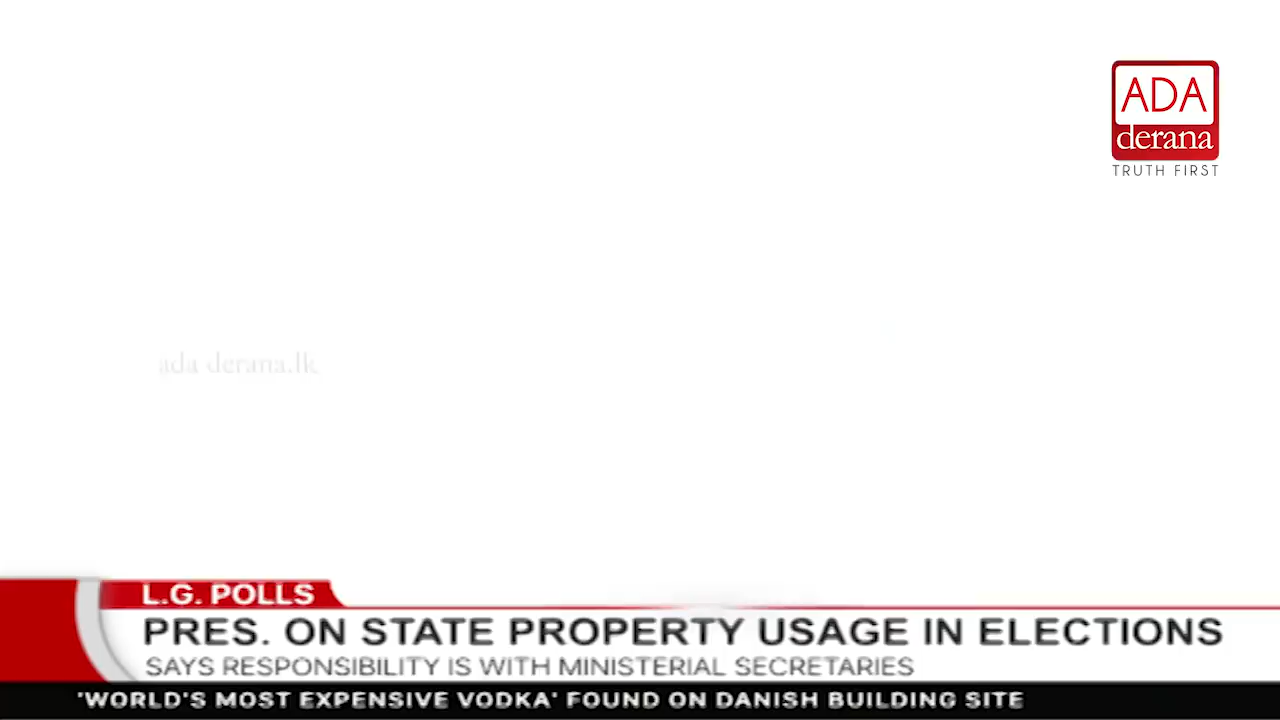 ADA
derana
TRUTH FIRST
ada derana.lk
L.G. POLLS
PRES. ON STATE PROPERTY USAGE IN ELECTIONS
SAYS RESPONSIBILITY IS WITH MINISTERIAL SECRETARIES
'WORLD'S MOST EXPENSIVE VODKA' FOUND ON DANISH BUILDING SITE